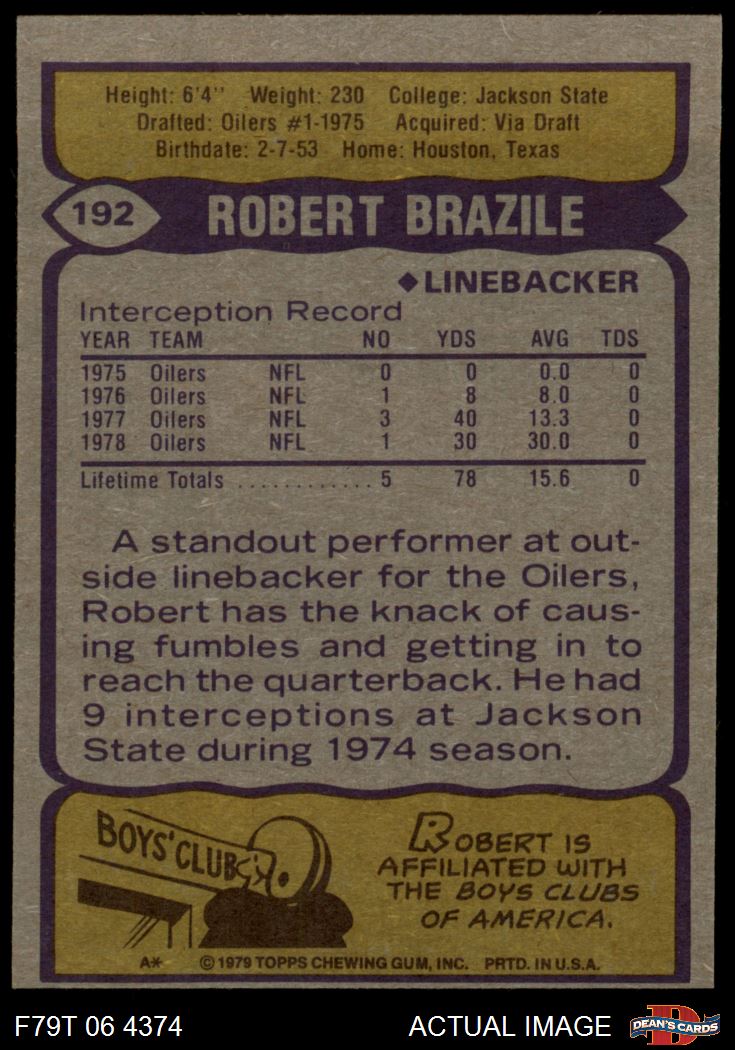 Height: 6'4" Weight: 230 College: Jackson State
Drafted: Oilers #1-1975 Acquired: Via Draft
Birthdate: 2-7-53 Home: Houston, Texas
192 ROBERT BRAZILE
◆LINEBACKER
Interception Record
YEAR TEAM NO YDS AVG TDS
1975 Oilers NFL 0 0 0.0 0
1976 Oilers NFL 1 8 8.0 0
1977 Oilers NFL 3 40 13.3 0
1978 Oilers NFL 1 30 30.0 0
Lifetime Totals ............ 5 78 15.6 0
A standout performer at out-
side linebacker for the Oilers,
Robert has the knack of caus-
ing fumbles and getting in to
reach the quarterback. He had
9 interceptions at Jackson
State during 1974 season.
BOYS' CLUB
ROBERT IS
AFFILIATED WITH
THE BOYS CLUBS
OF AMERICA.
A* © 1979 TOPPS CHEWING GUM, INC. PRTD. IN U.S.A.
F79T 06 4374 ACTUAL IMAGE D DEAN'S CARDS